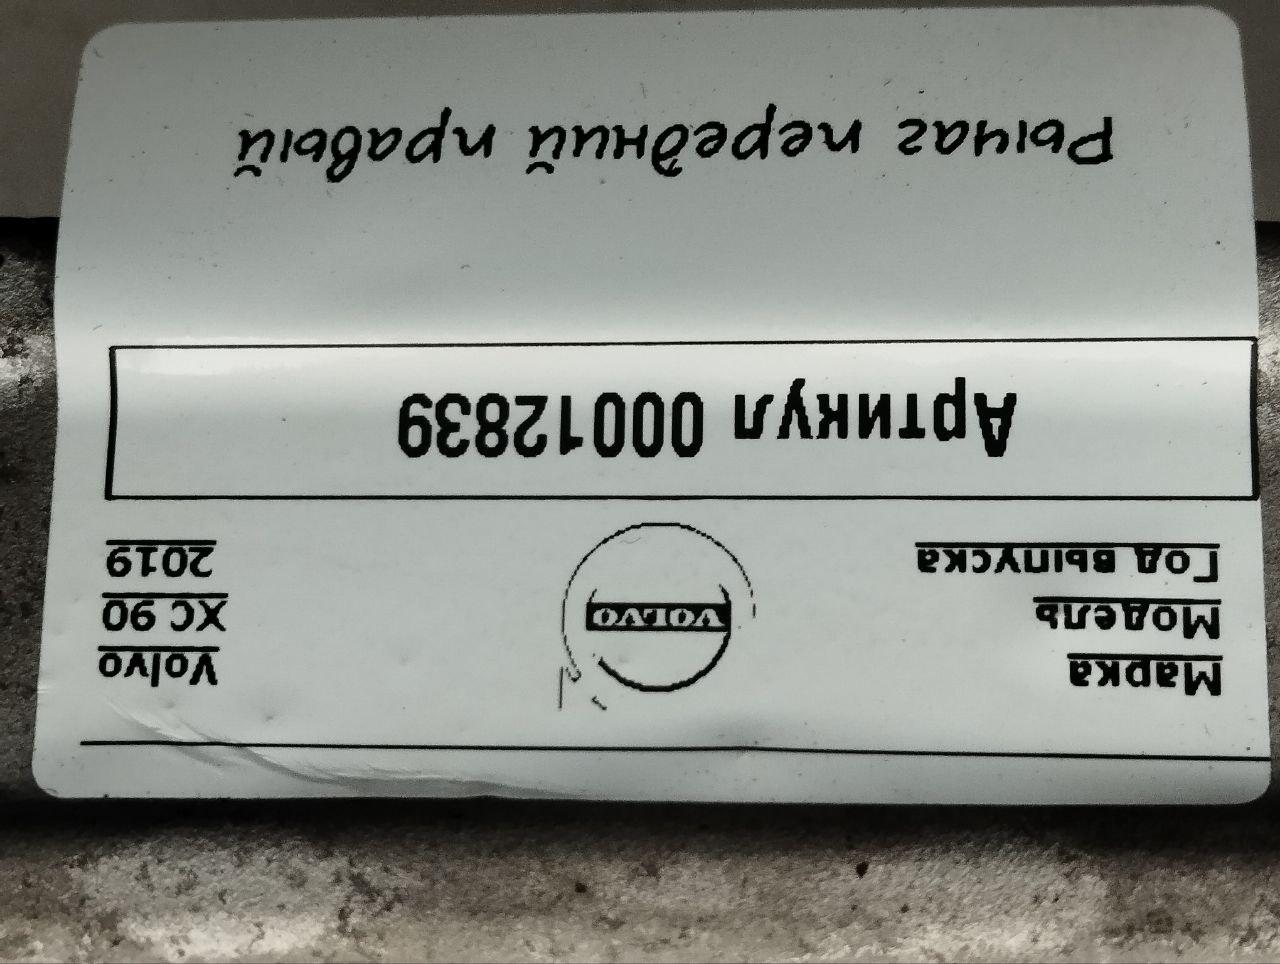 Марка Volvo
Модель XC 90
Год выпуска 2019
VOLVO
Артикул 00012839
Рычаг передний правый